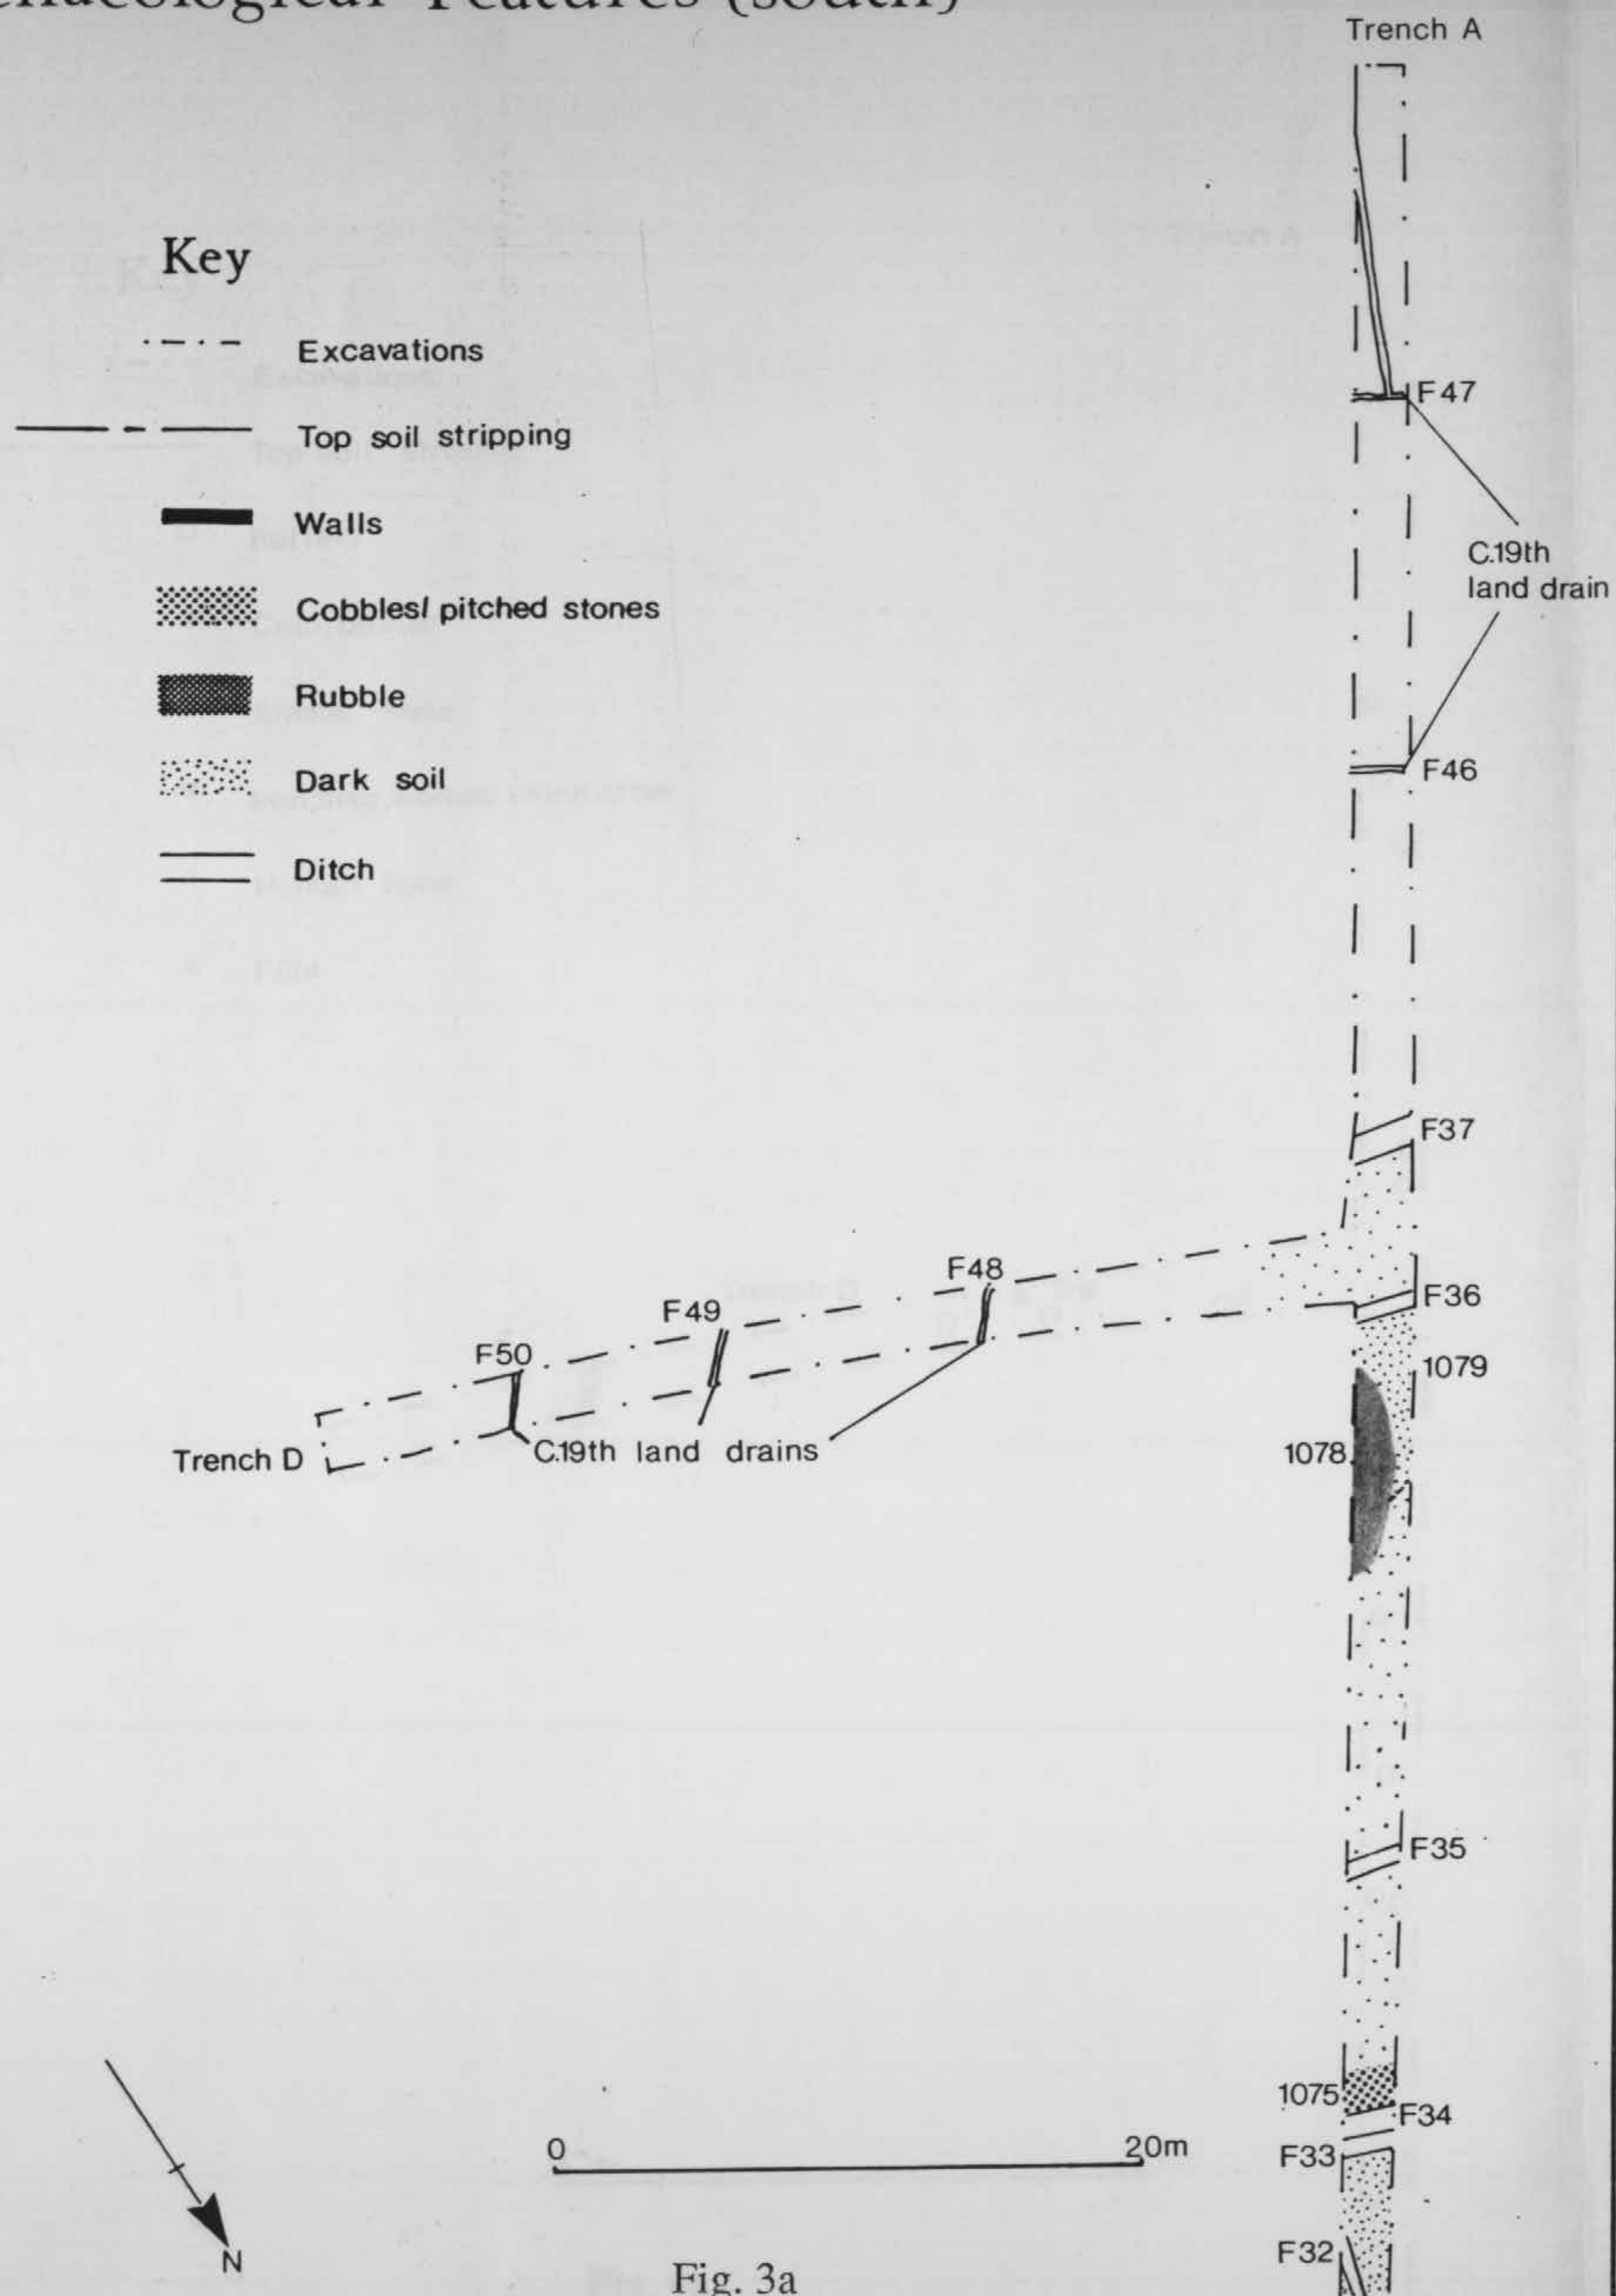 Features (south)
Trench A
Key
Excavations
Top soil stripping
Walls
Cobbles/ pitched stones
Rubble
Dark soil
Ditch
F47
C.19th
land drain
F46
F37
F48
F36
F49
F50
1079
Trench D
C.19th land drains
1078
F35
1075
F34
0
20m
F33
F32
N
Fig. 3a